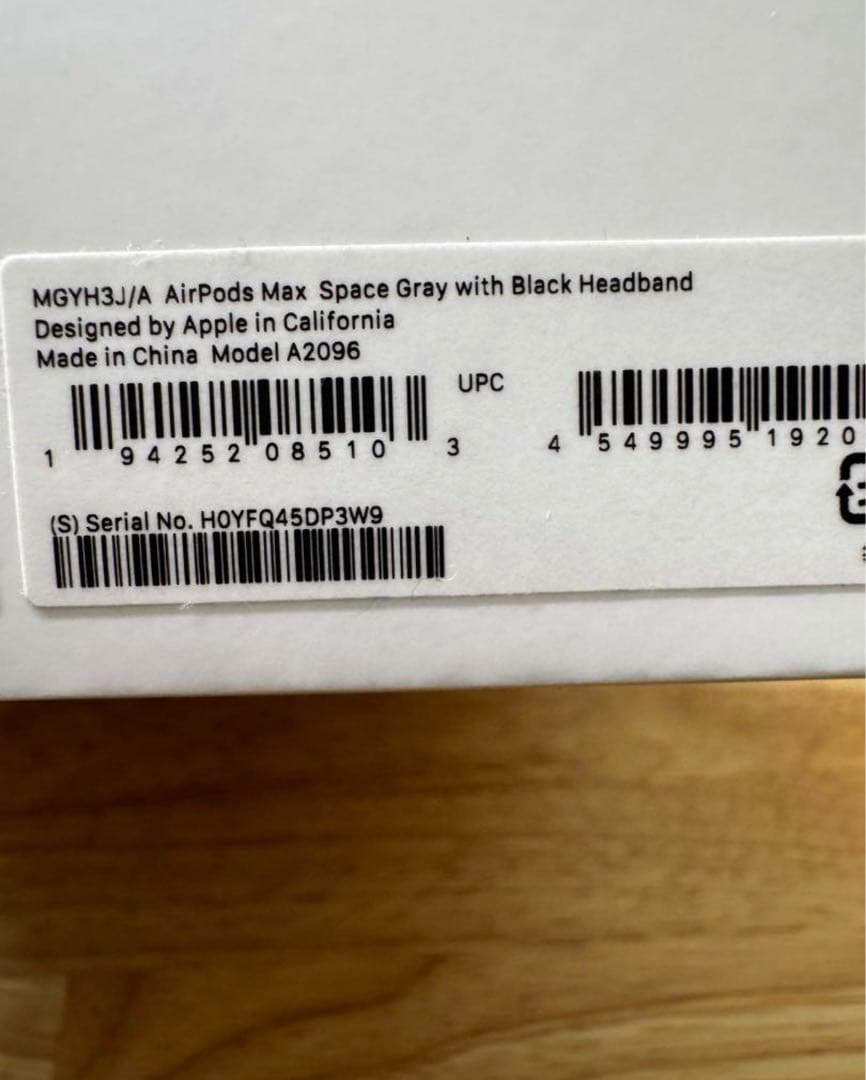 MGYH3J/A AirPods Max Space Gray with Black Headband
Designed by Apple in California
Made in China Model A2096
UPC
1 94252 08510 3
4 549995 1920
(S) Serial No. H0YFQ45DP3W9